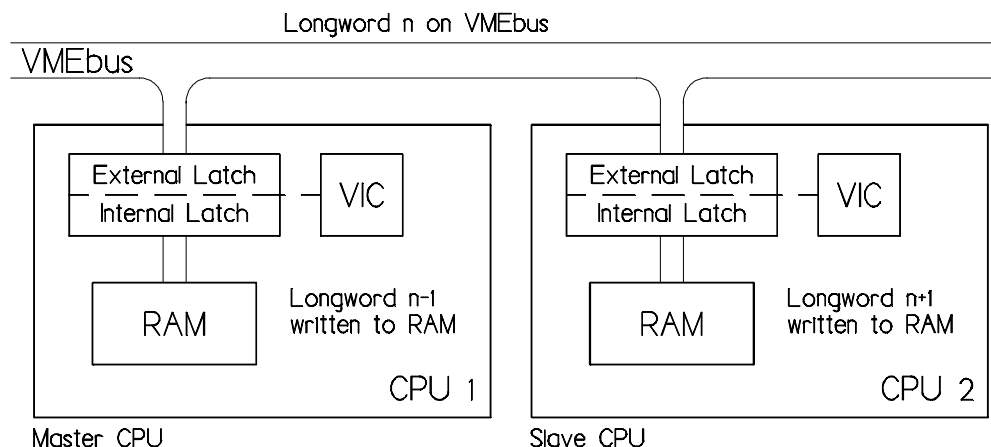 Longword n on VMEbus
VMEbus
External Latch
Internal Latch
VIC
RAM
Longword n-1
written to RAM
CPU 1
Master CPU
External Latch
Internal Latch
VIC
RAM
Longword n+1
written to RAM
CPU 2
Slave CPU